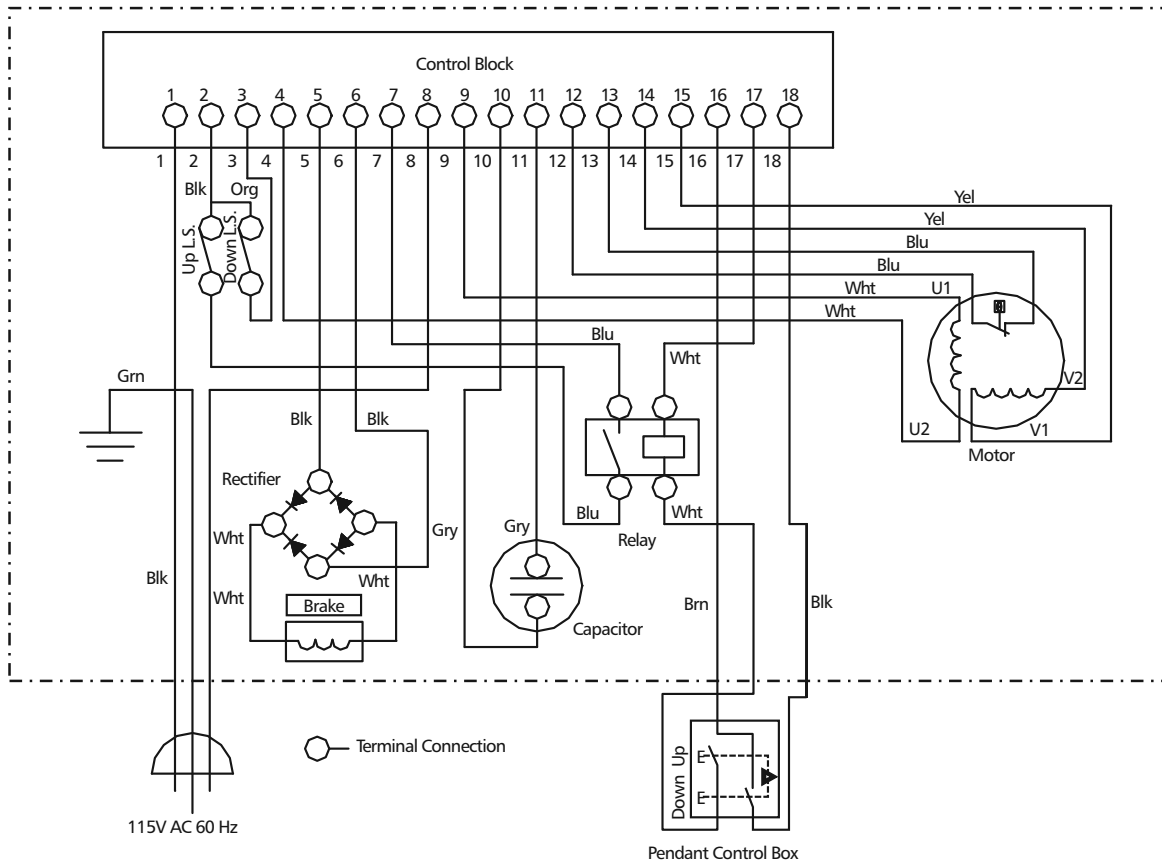 Control Block
1 2 3 4 5 6 7 8 9 10 11 12 13 14 15 16 17 18
1 2 3 4 5 6 7 8 9 10 11 12 13 14 15 16 17 18
Blk Org
Up L.S.
Down L.S.
Yel
Yel
Blu
Blu
Wht U1
Wht
Blu
Wht
Grn
V2
Blk Blk
U2 V1
Motor
Rectifier
Wht
Gry
Gry
Blu
Wht
Relay
Blk
Wht
Wht
Brake
Brn
Blk
Capacitor
Terminal Connection
Down Up
E
E
115V AC 60 Hz
Pendant Control Box